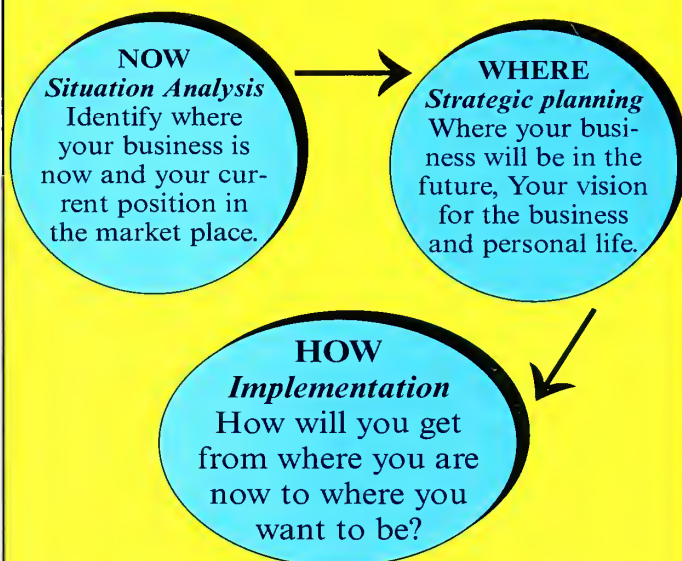 NOW
Situation Analysis
Identify where
your business is
now and your cur-
rent position in
the market place.
WHERE
Strategic planning
Where your busi-
ness will be in the
future, Your vision
for the business
and personal life.
HOW
Implementation
How will you get
from where you are
now to where you
want to be?